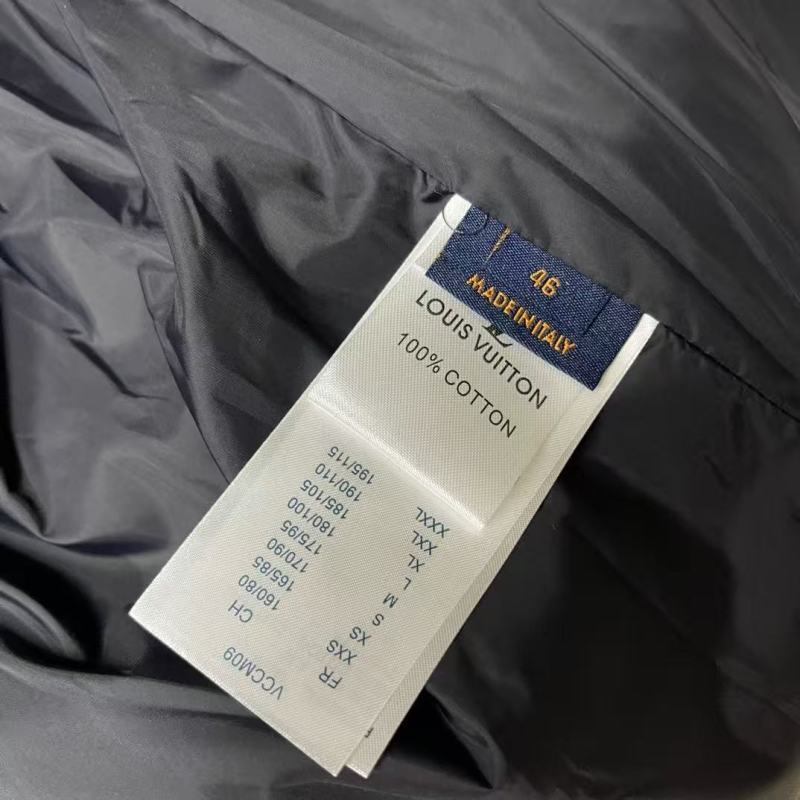 46
MADE IN ITALY
LOUIS VUITTON
100% COTTON
VCCM09
FR CH
XXS 160/80
XS 165/85
S 170/90
M 175/95
L 180/100
XL 185/105
XXL 190/110
XXXL 195/115